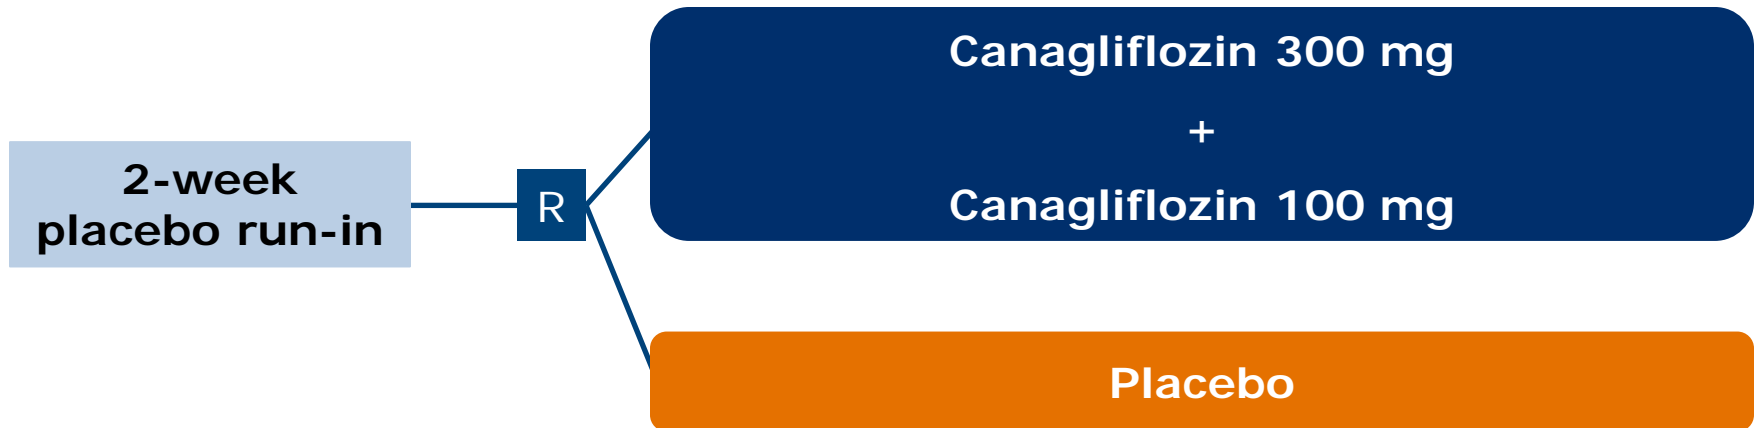 2-week
placebo run-in
R
Canagliflozin 300 mg
+
Canagliflozin 100 mg
Placebo